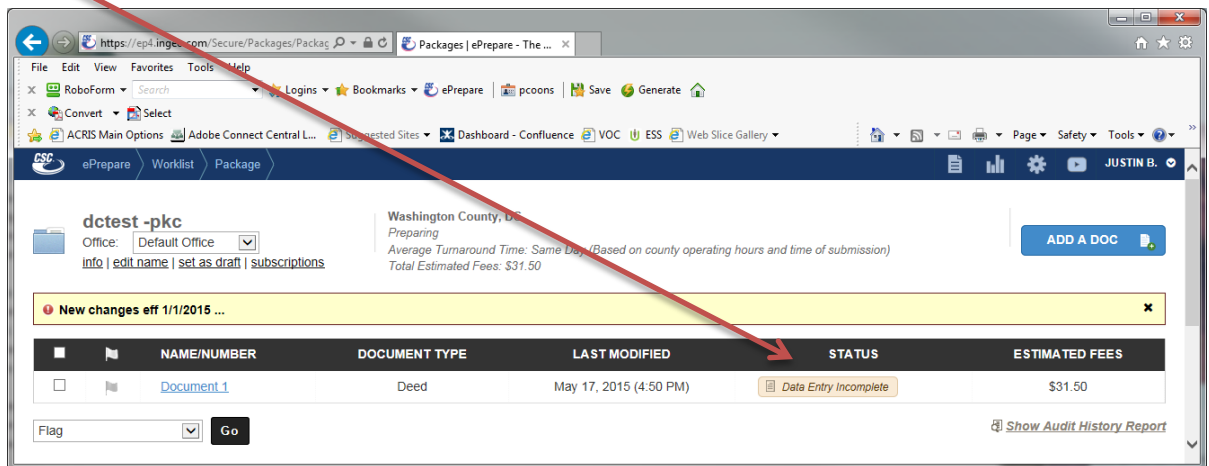 https://ep4.inge .com/Secure/Packages/Packag
Packages | ePrepare - The ...
File Edit View Favorites Tools Help
RoboForm Search Logins Bookmarks ePrepare pcoons Save Generate
Convert Select
ACRIS Main Options Adobe Connect Central L... Suggested Sites Dashboard - Confluence VOC ESS Web Slice Gallery Page Safety Tools
CSC ePrepare Worklist Package JUSTIN B.
dctest -pkc
Office: Default Office
info | edit name | set as draft | subscriptions
Washington County, DC
Preparing
Average Turnaround Time: Same Day (Based on county operating hours and time of submission)
Total Estimated Fees: $31.50
ADD A DOC
New changes eff 1/1/2015 ...
NAME/NUMBER DOCUMENT TYPE LAST MODIFIED STATUS ESTIMATED FEES
Document 1 Deed May 17, 2015 (4:50 PM) Data Entry Incomplete $31.50
Flag Go
Show Audit History Report